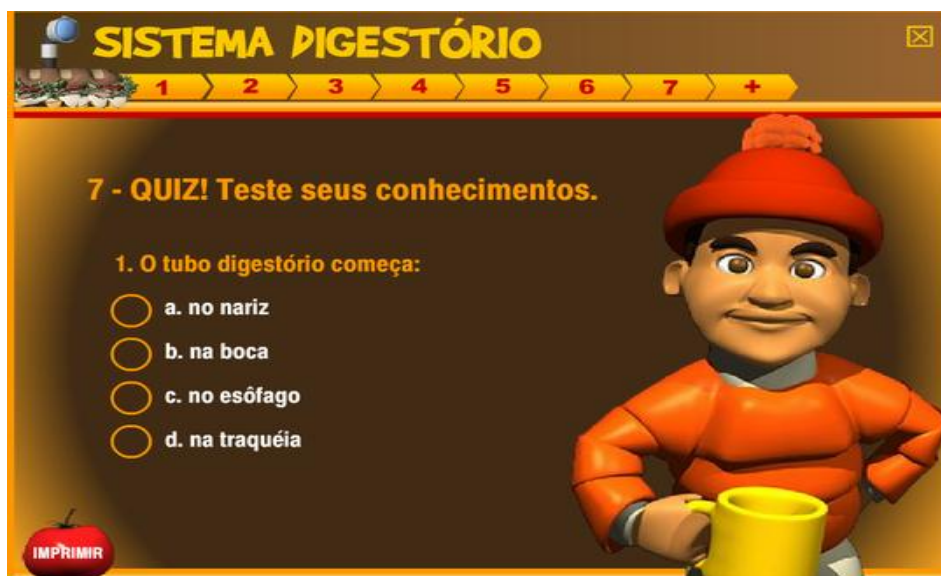 SISTEMA DIGESTÓRIO
1 2 3 4 5 6 7 +
7 - QUIZ! Teste seus conhecimentos.
1. O tubo digestório começa:
a. no nariz
b. na boca
c. no esôfago
d. na traquéia
IMPRIMIR